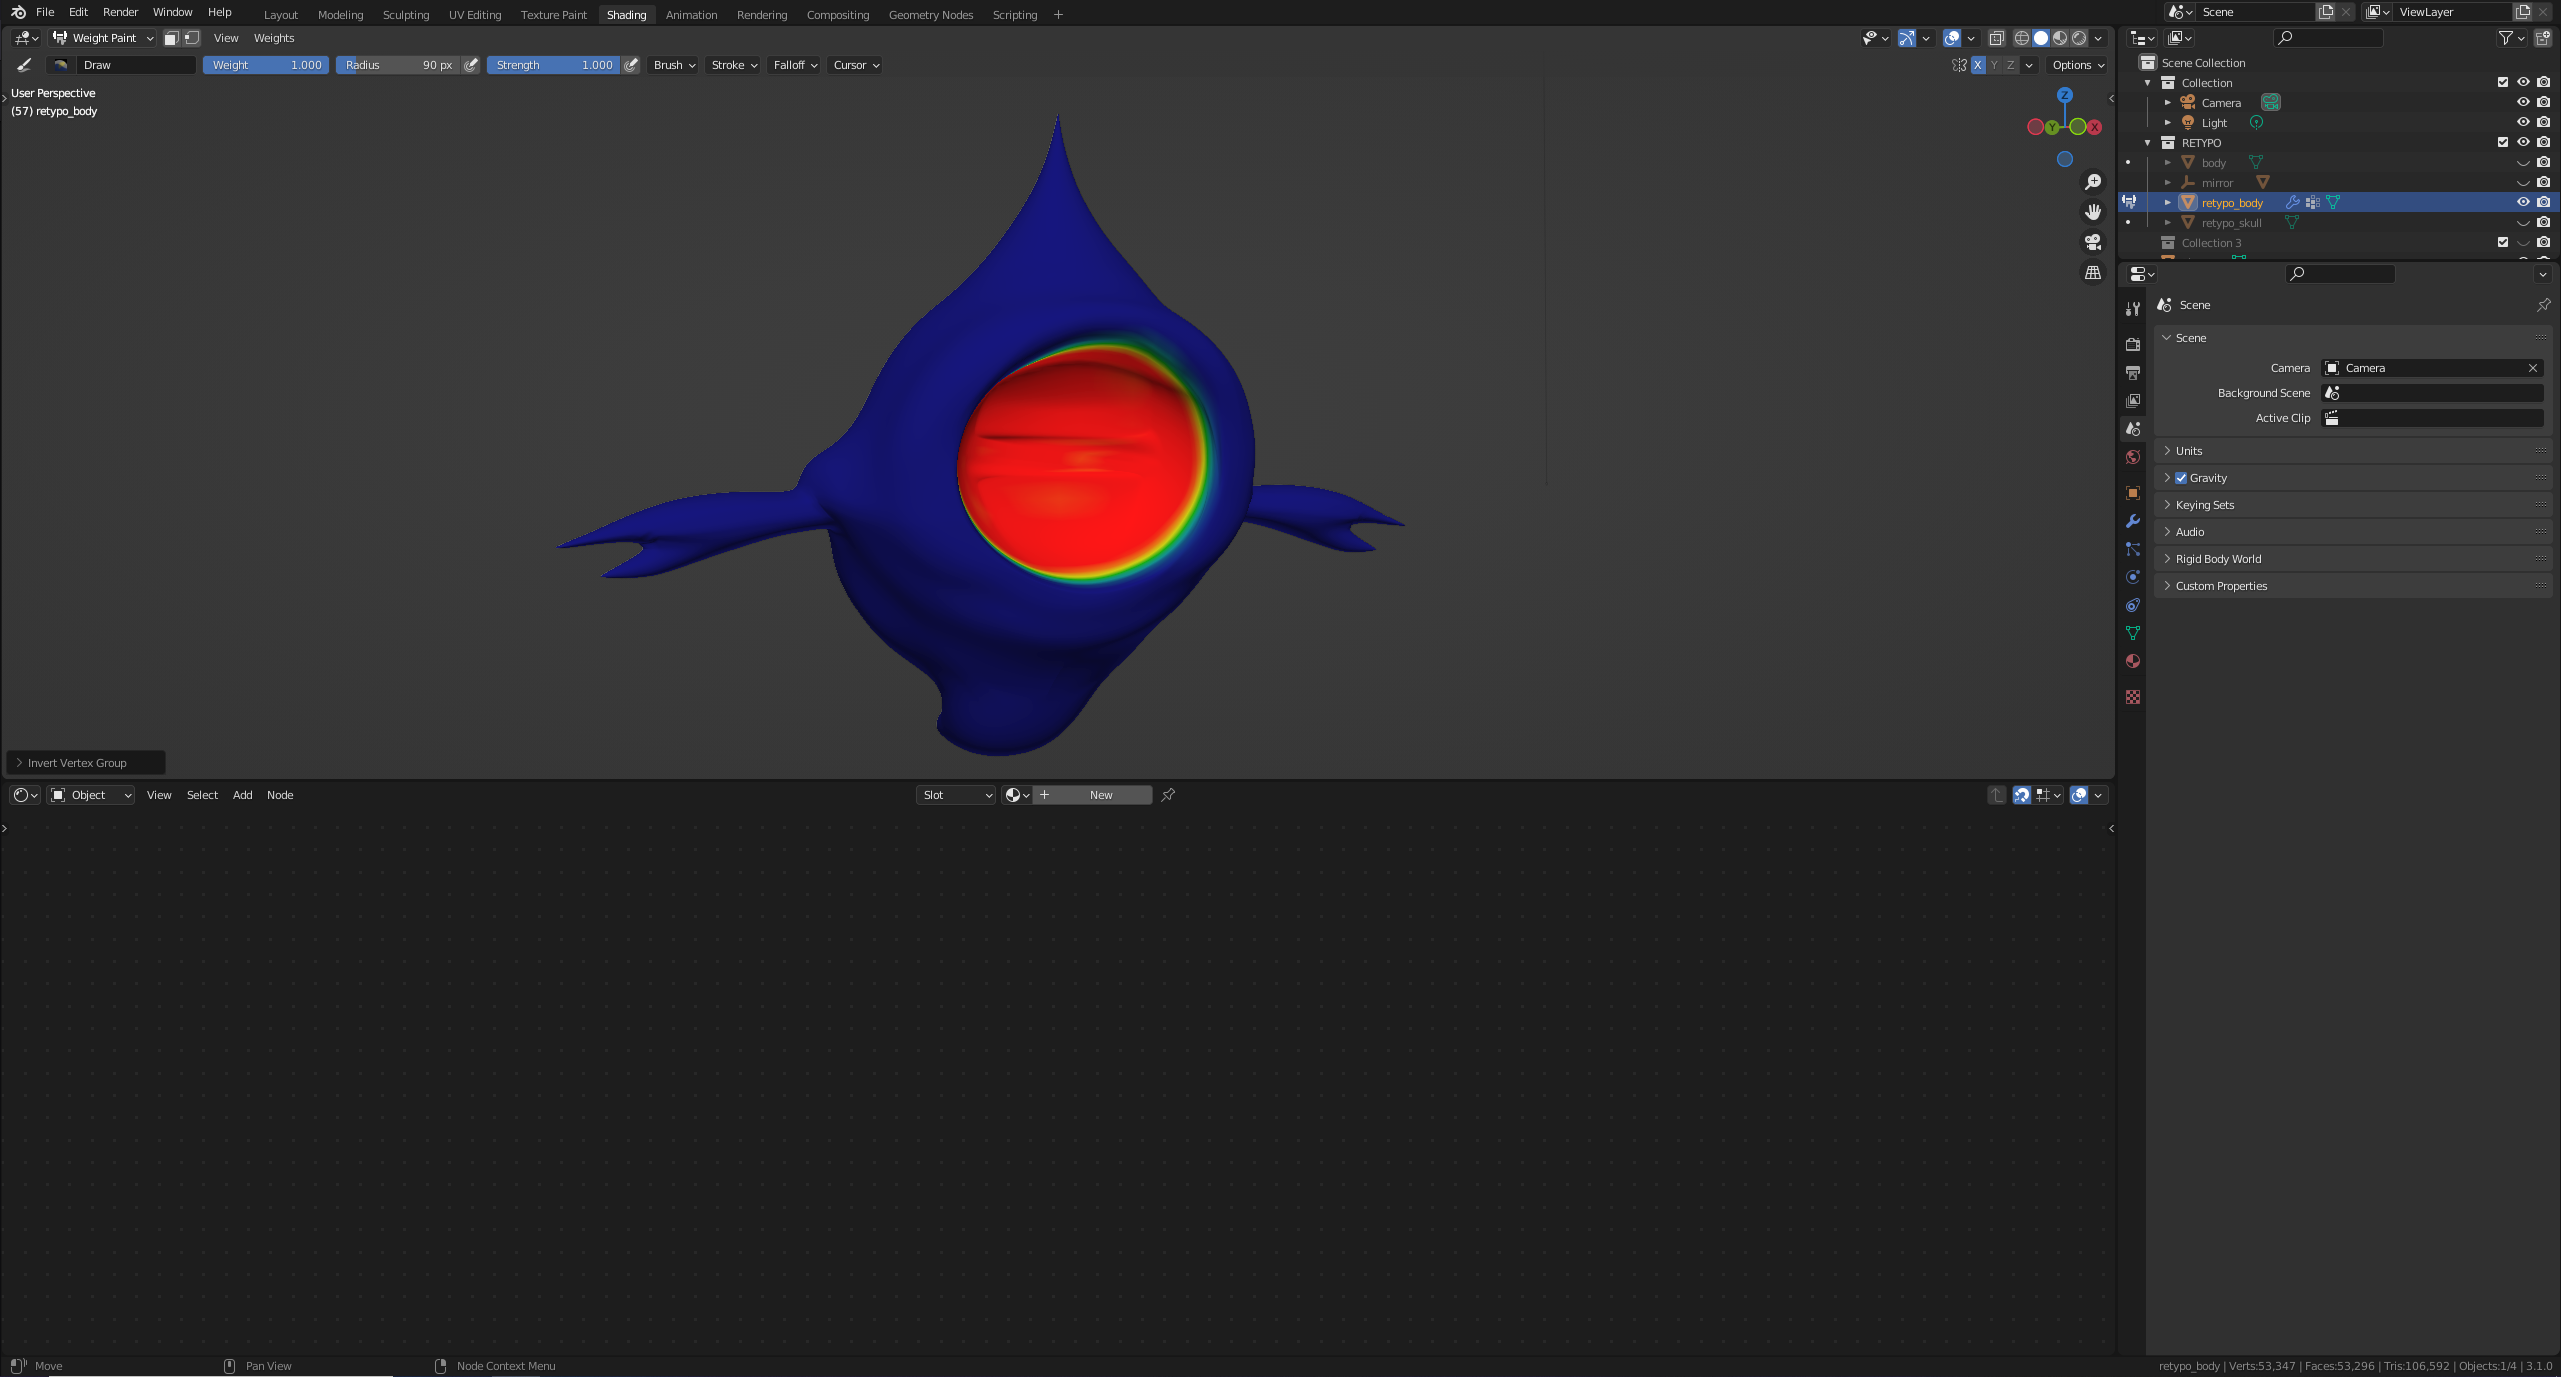 File Edit Render Window Help Layout Modeling Sculpting UV Editing Texture Paint Shading Animation Rendering Compositing Geometry Nodes Scripting + Scene ViewLayer
Weight Paint View Weights
Draw Weight 1.000 Radius 90 px Strength 1.000 Brush Stroke Falloff Cursor X Y Z Options
User Perspective
(57) retypo_body
Z
Y X
Invert Vertex Group
Scene Collection
Collection
Camera
Light
RETYPO
body
mirror
retypo_body
retypo_skull
Collection 3
Scene
Scene
Camera Camera
Background Scene
Active Clip
Units
Gravity
Keying Sets
Audio
Rigid Body World
Custom Properties
Object View Select Add Node Slot + New
Move Pan View Node Context Menu retypo_body | Verts:53,347 | Faces:53,296 | Tris:106,592 | Objects:1/4 | 3.1.0